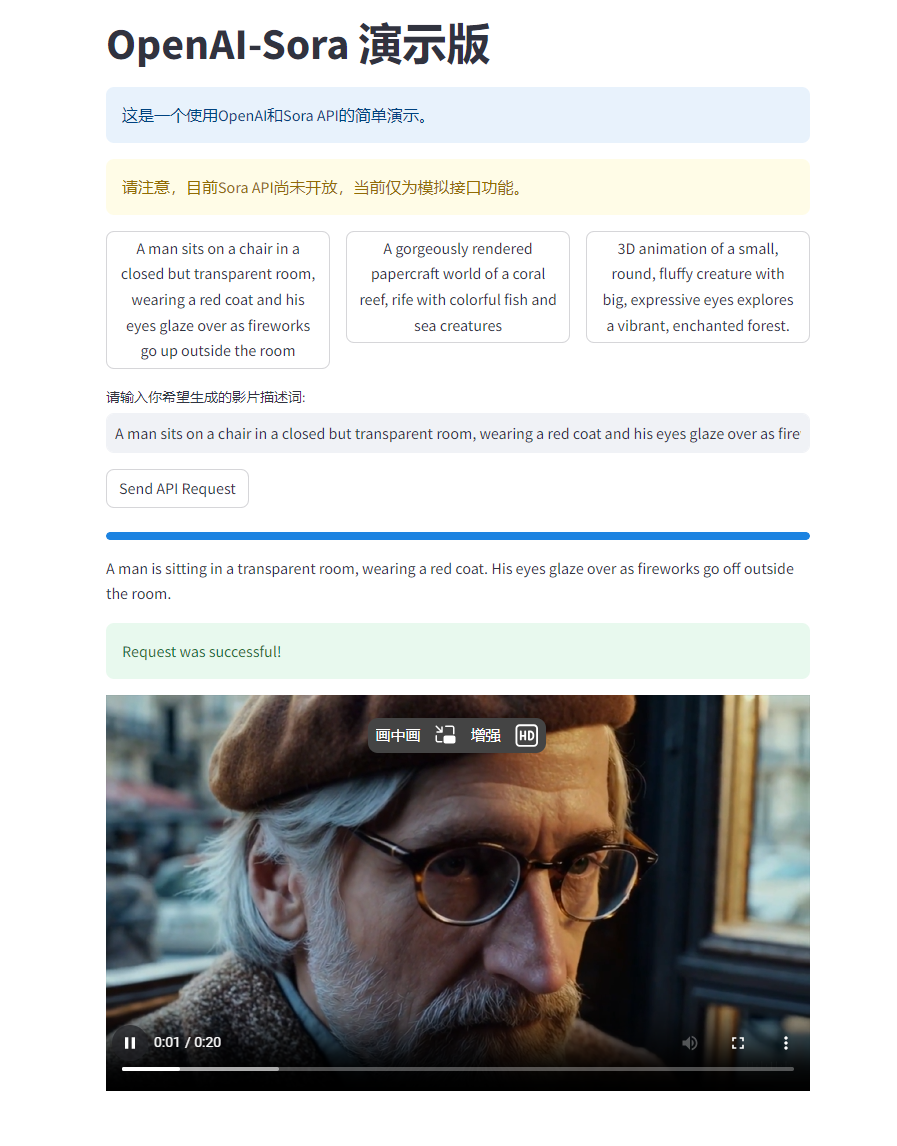 OpenAI-Sora 演示版
这是一个使用OpenAI和Sora API的简单演示。
请注意，目前Sora API尚未开放，当前仅为模拟接口功能。
A man sits on a chair in a
closed but transparent room,
wearing a red coat and his
eyes glaze over as fireworks
go up outside the room
A gorgeously rendered
papercraft world of a coral
reef, rife with colorful fish and
sea creatures
3D animation of a small,
round, fluffy creature with
big, expressive eyes explores
a vibrant, enchanted forest.
请输入你希望生成的影片描述词:
A man sits on a chair in a closed but transparent room, wearing a red coat and his eyes glaze over as fire
Send API Request
A man is sitting in a transparent room, wearing a red coat. His eyes glaze over as fireworks go off outside
the room.
Request was successful!
画中画 增强 HD
0:01 / 0:20